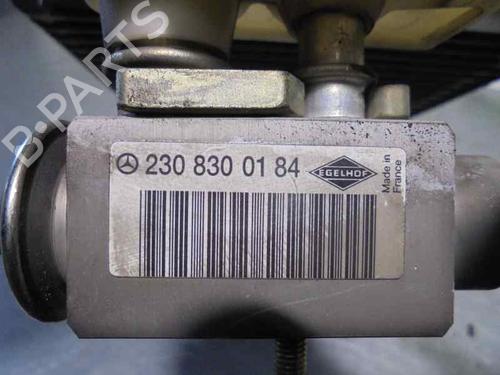 B-PARTS
230 830 01 84
EGELHOF
Made in
France